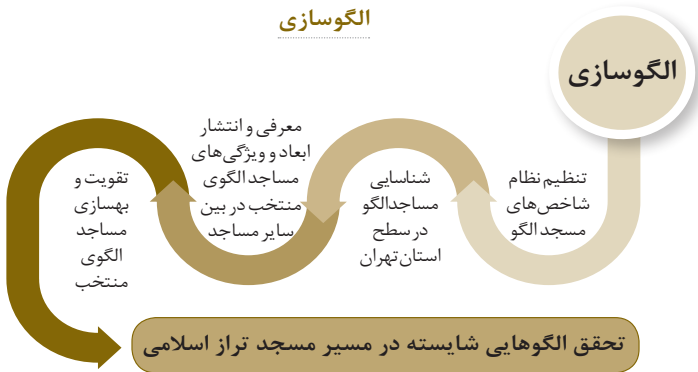 الگوسازی
الگوسازی
تنظیم نظام
شاخص‌های
مسجد الگو
شناسایی
مساجد الگو
در سطح
استان تهران
معرفی و انتشار
ابعاد و ویژگی‌های
مساجد الگوی
منتخب در بین
سایر مساجد
تقویت و
بهسازی
مساجد
الگوی
منتخب
تحقق الگوهایی شایسته در مسیر مسجد تراز اسلامی